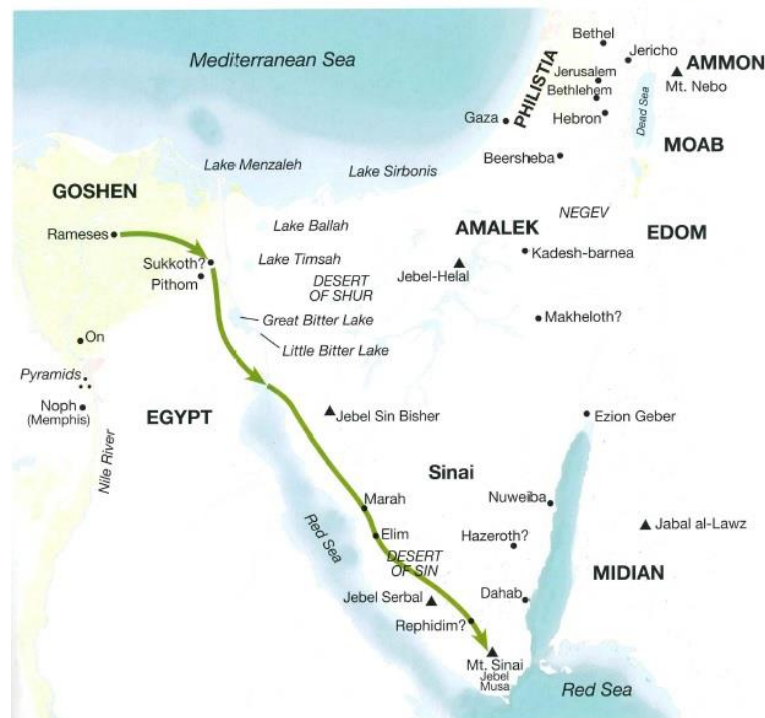 Bethel
Jericho
AMMON
Mediterranean Sea
Jerusalem
Mt. Nebo
Bethlehem
PHILISTIA
Gaza
Hebron
Dead Sea
MOAB
Beersheba
Lake Menzaleh
Lake Sirbonis
GOSHEN
NEGEV
Lake Ballah
AMALEK
EDOM
Rameses
Kadesh-barnea
Sukkoth?
Lake Timsah
Jebel-Helal
Pithom
DESERT
OF SHUR
Great Bitter Lake
Makheloth?
On
Little Bitter Lake
Pyramids
Noph
(Memphis)
EGYPT
Jebel Sin Bisher
Ezion Geber
Nile River
Sinai
Marah
Nuweiba
Red Sea
Elim
Hazeroth?
Jabal al-Lawz
DESERT
OF SIN
MIDIAN
Jebel Serbal
Dahab
Rephidim?
Mt. Sinai
Jebel
Musa
Red Sea